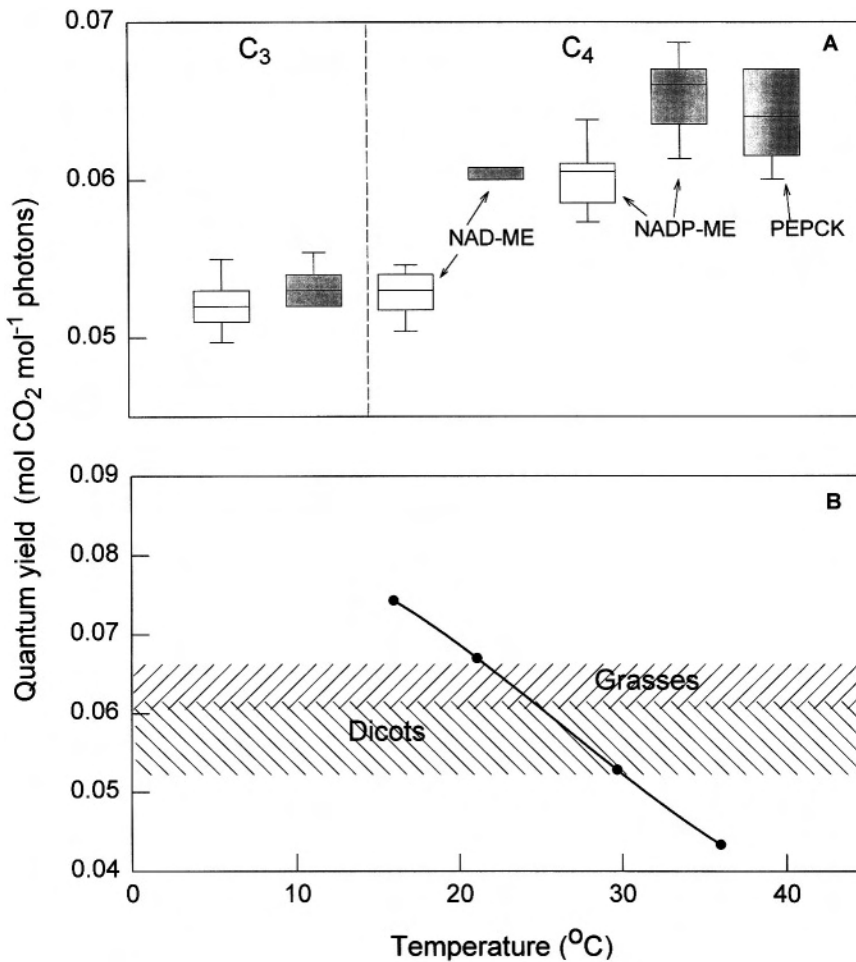 Quantum yield (mol CO₂ mol⁻¹ photons)
0.07
0.06
0.05
C₃
C₄
A
NAD-ME
NADP-ME
PEPCK
0.09
0.08
0.07
0.06
0.05
0.04
B
Grasses
Dicots
0
10
20
30
40
Temperature (°C)